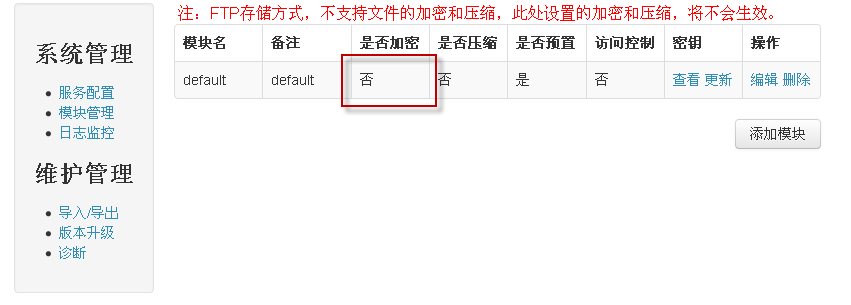 系统管理
服务配置
模块管理
日志监控
维护管理
导入/导出
版本升级
诊断
注：FTP存储方式，不支持文件的加密和压缩，此处设置的加密和压缩，将不会生效。
模块名 备注 是否加密 是否压缩 是否预置 访问控制 密钥 操作
default default 否 否 是 否 查看 更新 编辑 删除
添加模块